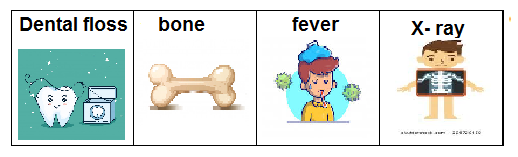 Dental floss
bone
fever
X- ray